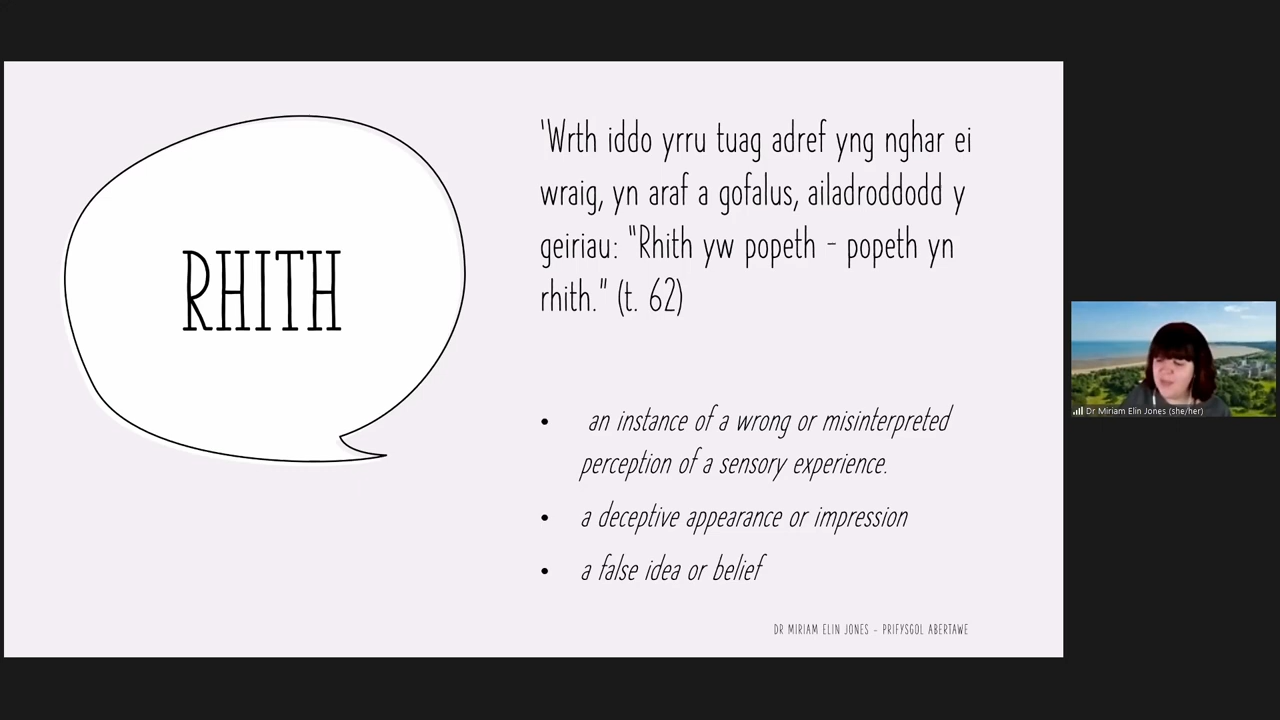 RHITH
'Wrth iddo yrru tuag adref yng nghar ei
wraig, yn araf a gofalus, ailadroddodd y
geiriau: "Rhith yw popeth - popeth yn
rhith." (t. 62)
• an instance of a wrong or misinterpreted
perception of a sensory experience.
• a deceptive appearance or impression
• a false idea or belief
DR MIRIAM ELIN JONES - PRIFYSGOL ABERTAWE
Dr Miriam Elin Jones (she/her)